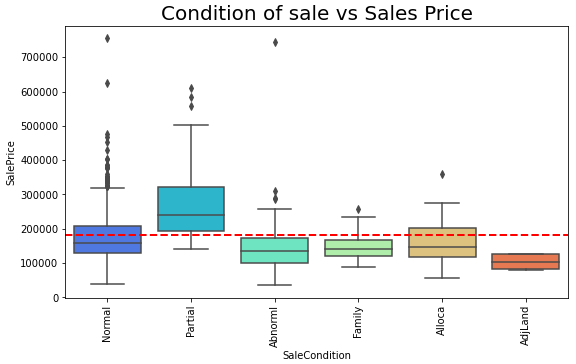 Condition of sale vs Sales Price
700000
600000
500000
400000
300000
200000
100000
0
SalePrice
Normal
Partial
Abnorml
Family
Alloca
AdjLand
SaleCondition